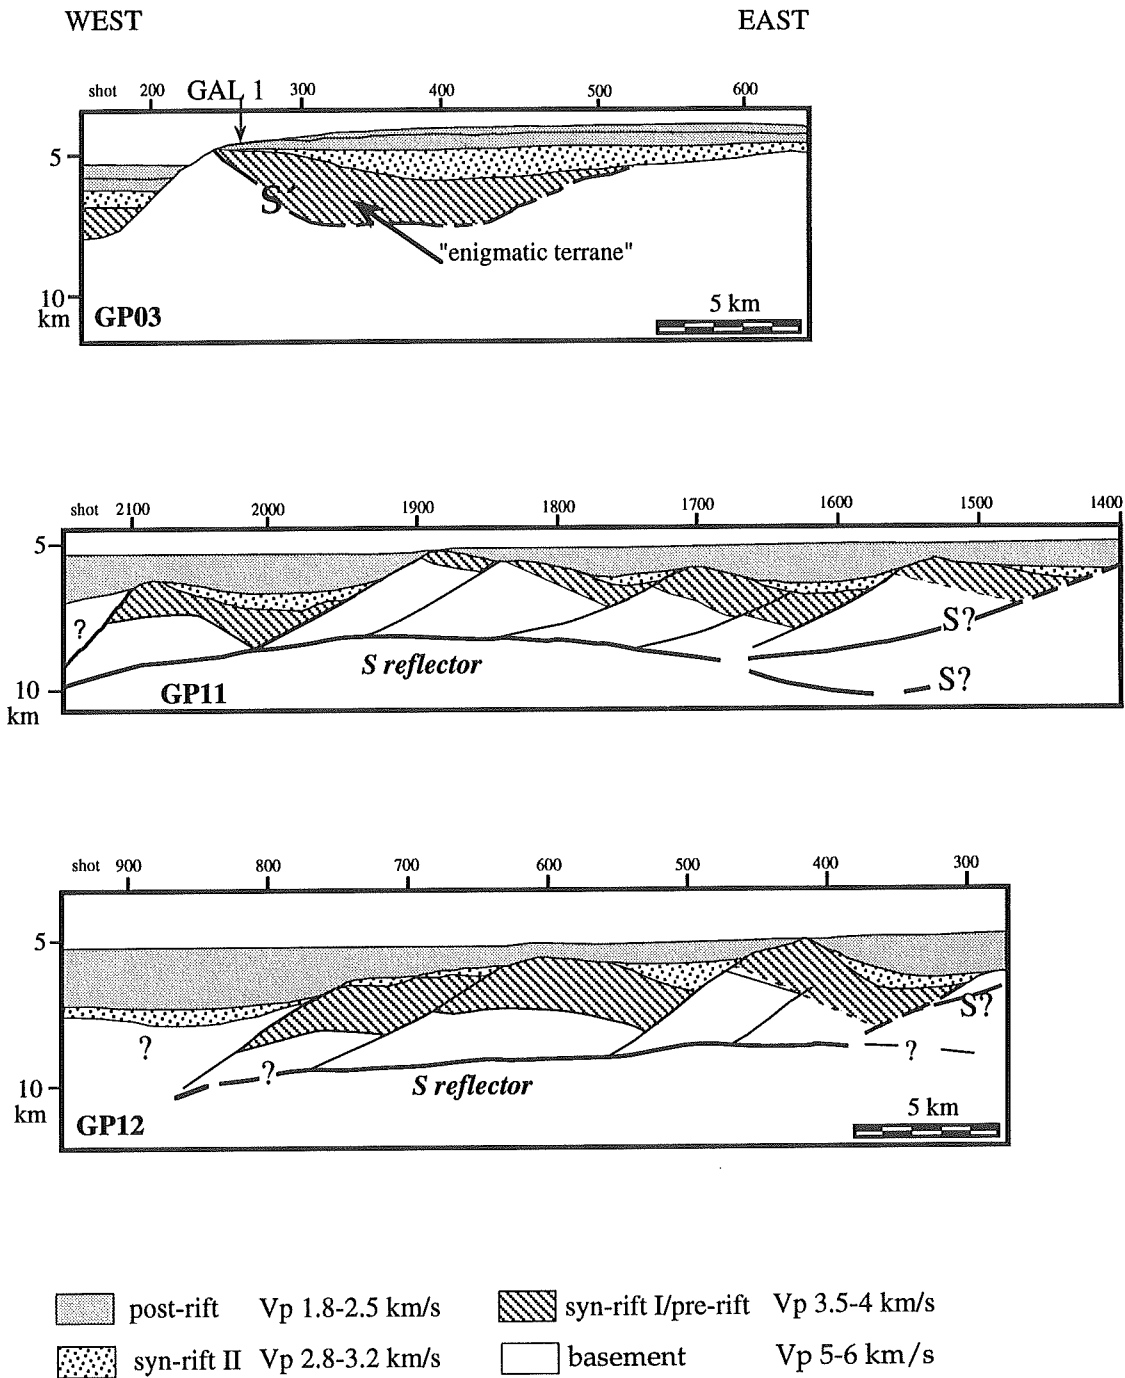 WEST EAST
shot 200 GAL 1 300 400 500 600
5
S'
"enigmatic terrane"
10
km
GP03
5 km
shot 2100 2000 1900 1800 1700 1600 1500 1400
5
?
S?
S reflector
S?
10
km
GP11
shot 900 800 700 600 500 400 300
5
S?
?
?
?
10
km
S reflector
5 km
GP12
post-rift Vp 1.8-2.5 km/s
syn-rift I/pre-rift Vp 3.5-4 km/s
syn-rift II Vp 2.8-3.2 km/s
basement Vp 5-6 km/s